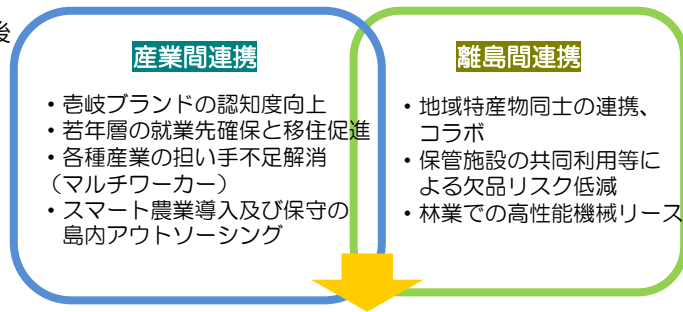 後
産業間連携
・壱岐ブランドの認知度向上
・若年層の就業先確保と移住促進
・各種産業の担い手不足解消
（マルチワーカー）
・スマート農業導入及び保守の
島内アウトソーシング
離島間連携
・地域特産物同士の連携、
コラボ
・保管施設の共同利用等に
よる欠品リスク低減
・林業での高性能機械リース